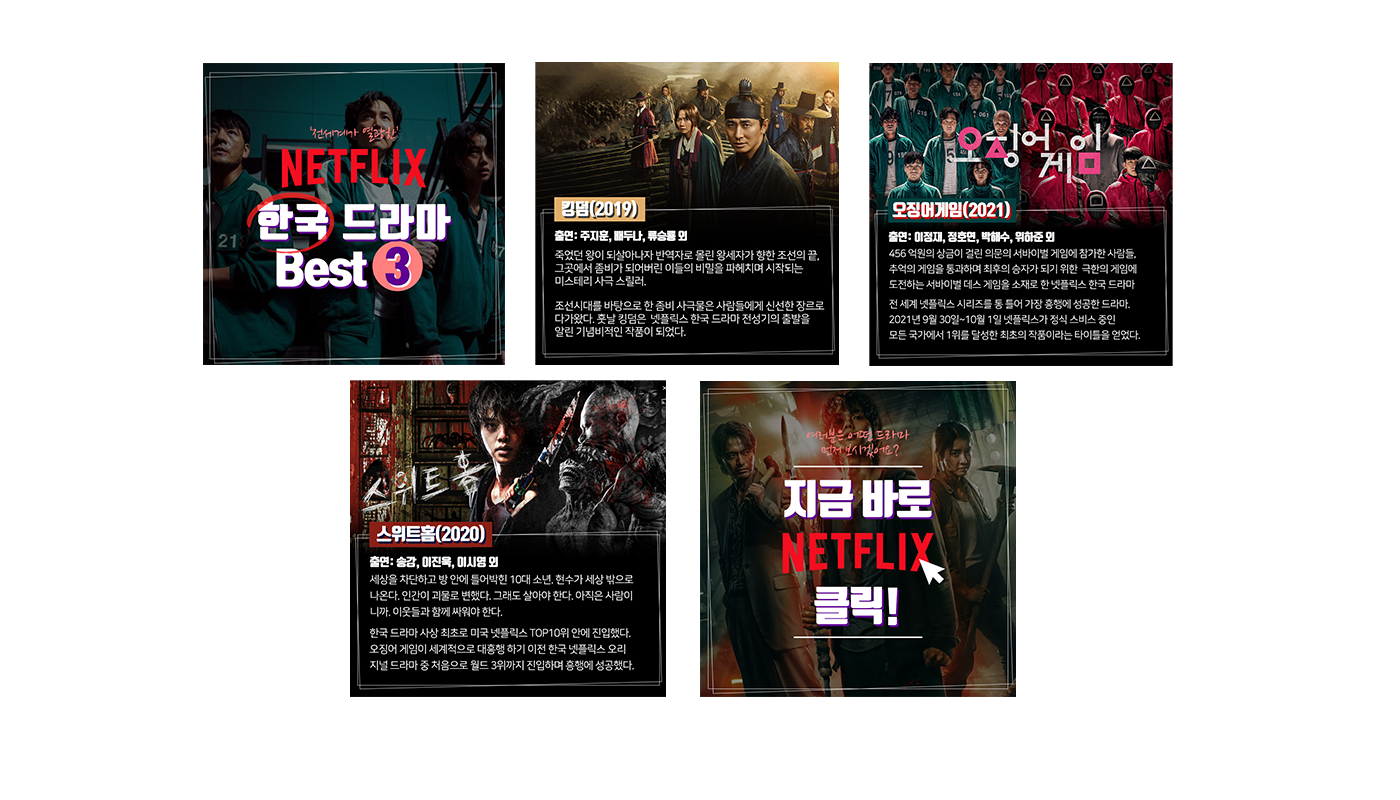 '전세계가 열광한'
NETFLIX
한국 드라마
Best 3
킹덤(2019)
출연: 주지훈, 배두나, 류승룡 외
죽었던 왕이 되살아나자 반역자로 몰린 왕세자가 향한 조선의 끝,
그곳에서 좀비가 되어버린 이들의 비밀을 파헤치며 시작되는
미스테리 사극 스릴러.
조선시대를 바탕으로 한 좀비 사극물은 사람들에게 신선한 장르로
다가왔다. 훗날 킹덤은 넷플릭스 한국 드라마 전성기의 출발을
알린 기념비적인 작품이 되었다.
오징어 게임
오징어게임(2021)
출연: 이정재, 정호연, 박해수, 위하준 외
456 억원의 상금이 걸린 의문의 서바이벌 게임에 참가한 사람들,
추억의 게임을 통과하며 최후의 승자가 되기 위한 극한의 게임에
도전하는 서바이벌 데스 게임을 소재로 한 넷플릭스 한국 드라마
전 세계 넷플릭스 시리즈를 통 틀어 가장 흥행에 성공한 드라마.
2021년 9월 30일~10월 1일 넷플릭스가 정식 스비스 중인
모든 국가에서 1위를 달성한 최초의 작품이라는 타이틀을 얻었다.
스위트홈
스위트홈(2020)
출연: 송강, 이진욱, 이시영 외
세상을 차단하고 방 안에 틀어박힌 10대 소년. 현수가 세상 밖으로
나온다. 인간이 괴물로 변했다. 그래도 살아야 한다. 아직은 사람이
니까. 이웃들과 함께 싸워야 한다.
한국 드라마 사상 최초로 미국 넷플릭스 TOP10위 안에 진입했다.
오징어 게임이 세계적으로 대흥행 하기 이전 한국 넷플릭스 오리
지널 드라마 중 처음으로 월드 3위까지 진입하며 흥행에 성공했다.
여러분은 어떤 드라마
먼저 보시겠어요?
지금 바로
NETFLIX
클릭!